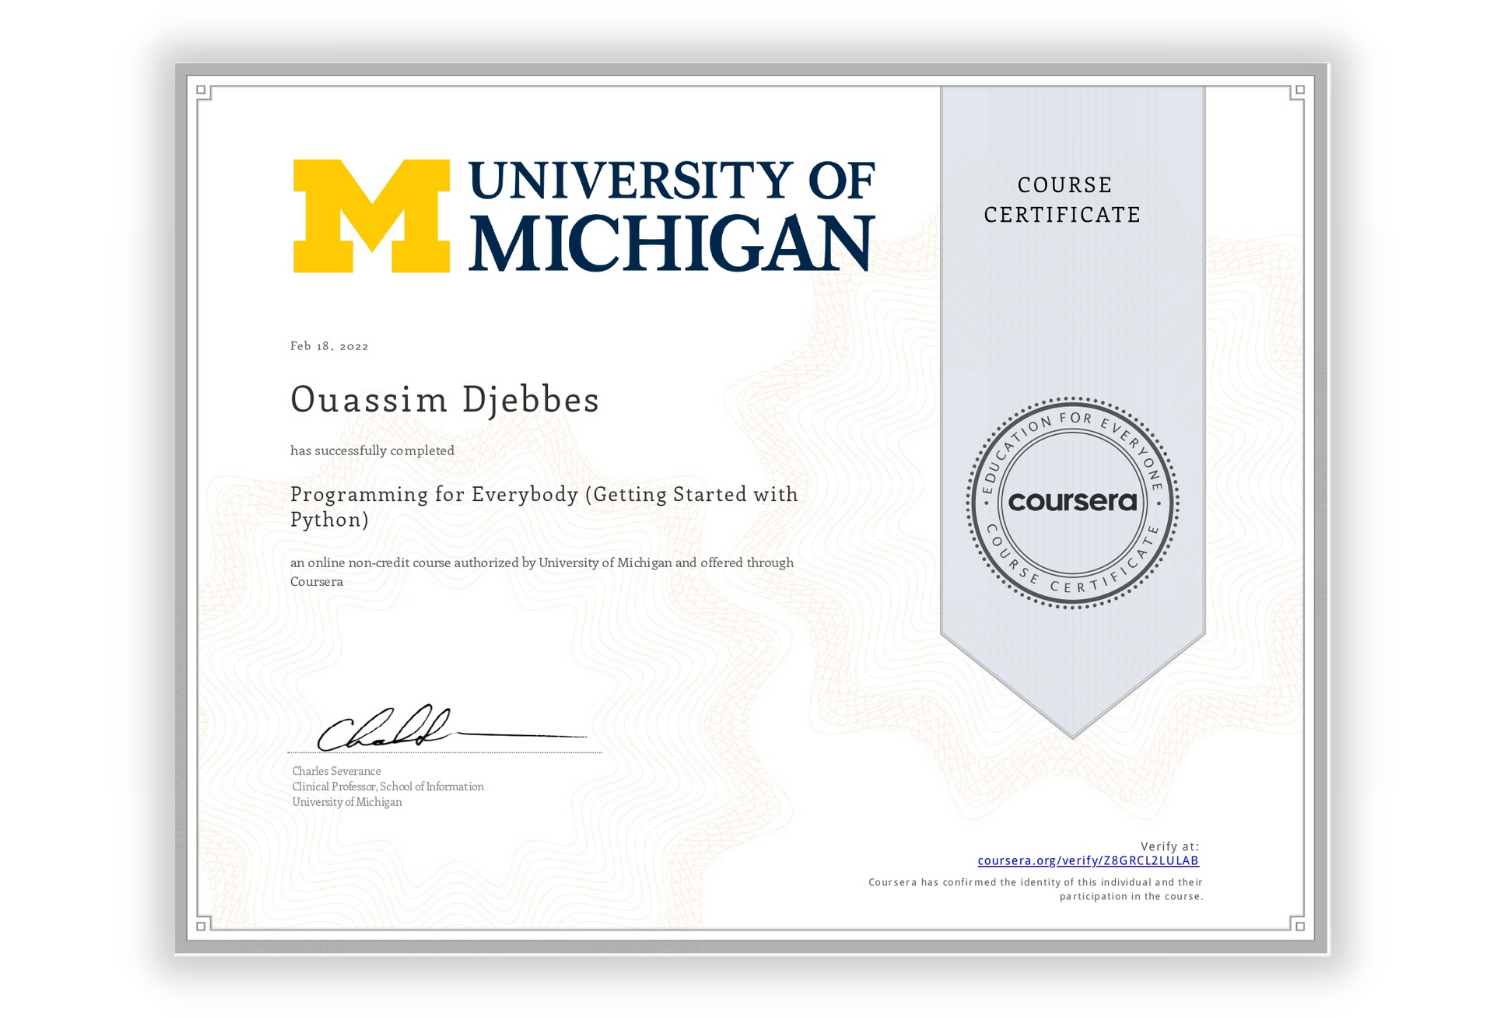 UNIVERSITY OF
MICHIGAN
COURSE
CERTIFICATE
Feb 18, 2022
Ouassim Djebbes
has successfully completed
Programming for Everybody (Getting Started with
Python)
an online non-credit course authorized by University of Michigan and offered through
Coursera
EDUCATION FOR EVERYONE
coursera
COURSE CERTIFICATE
Charles Severance
Clinical Professor, School of Information
University of Michigan
Verify at:
coursera.org/verify/Z8GRCL2LULAB
Coursera has confirmed the identity of this individual and their
participation in the course.